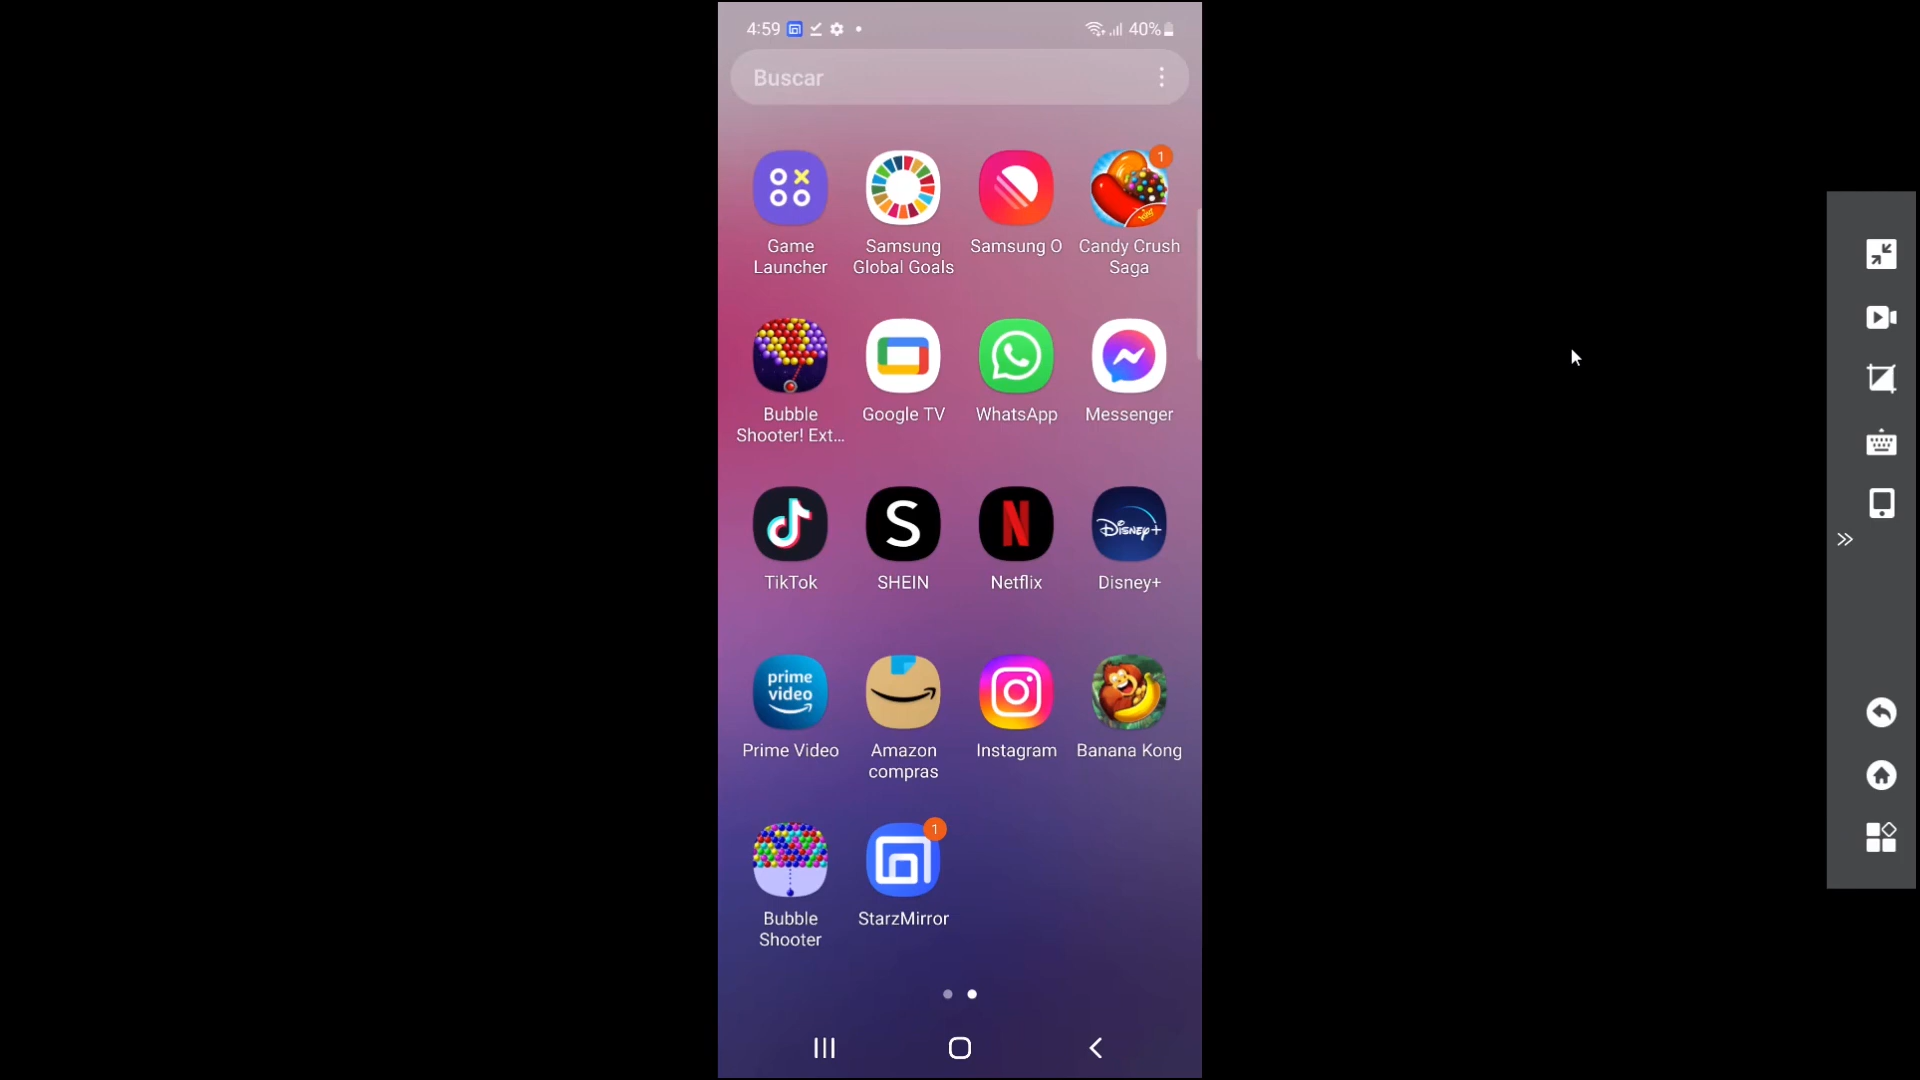 4:59
40%
Buscar
1
Game
Launcher
Samsung
Global Goals
Samsung O
Candy Crush
Saga
Bubble
Shooter! Ext...
Google TV
WhatsApp
Messenger
S
N
Disney+
TikTok
SHEIN
Netflix
Disney+
prime
video
Prime Video
Amazon
compras
Instagram
Banana Kong
1
Bubble
Shooter
StarzMirror